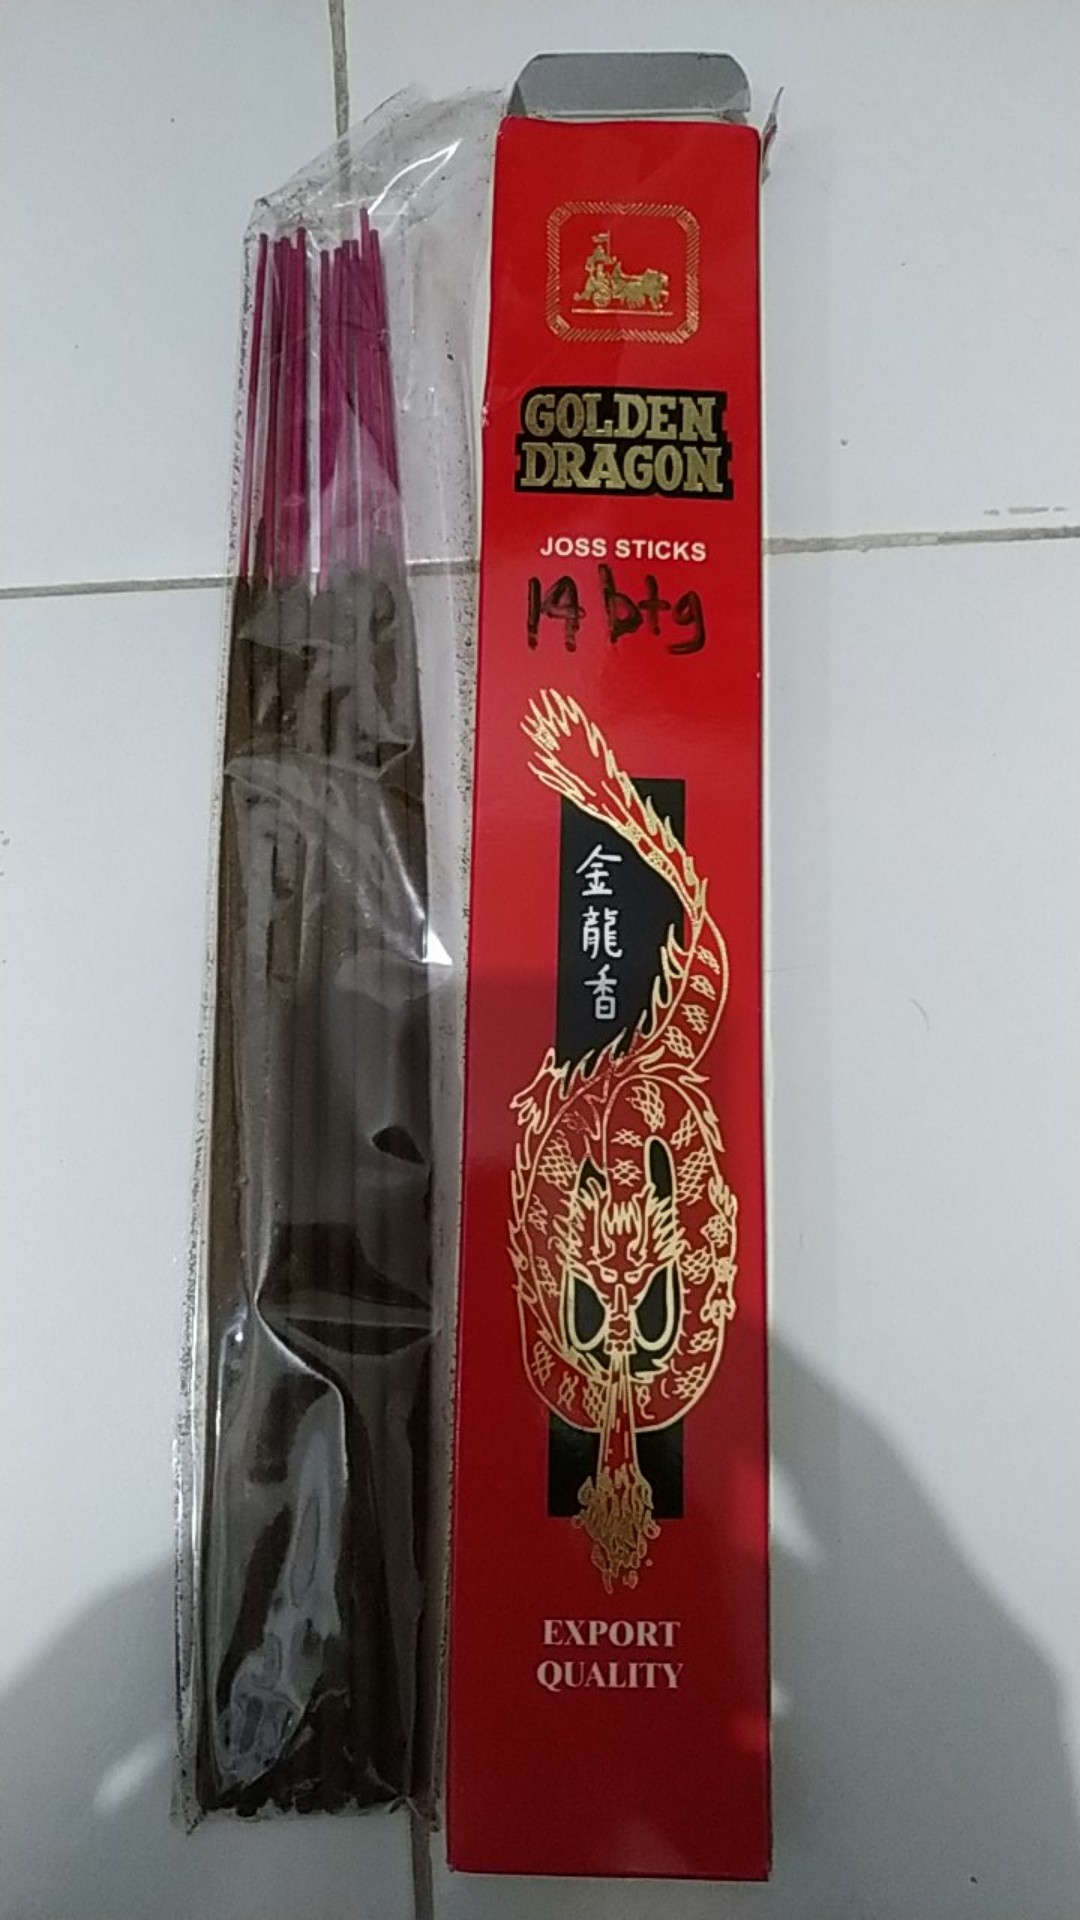 GOLDEN
DRAGON
JOSS STICKS
14 btg
金龍香
EXPORT
QUALITY